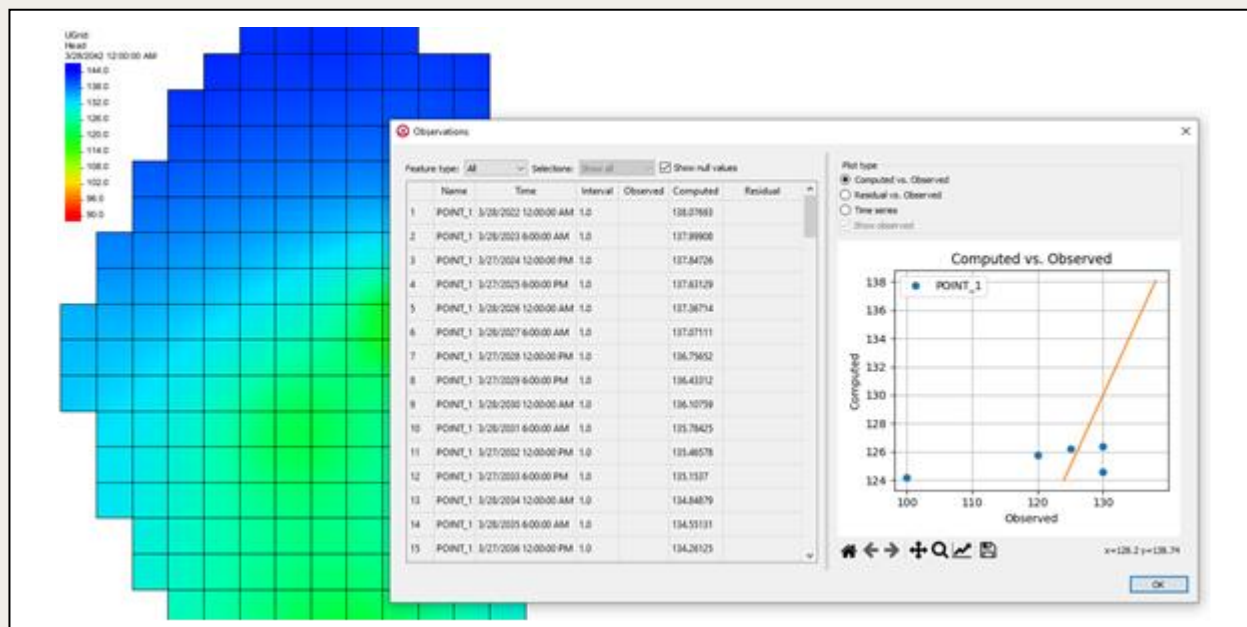 UGrid
Head
3/28/2042 12:00:00 AM
144.0
138.0
132.0
126.0
120.0
114.0
108.0
102.0
96.0
90.0
Observations
Feature type: All Selections: Show all Show null values
Name Time Interval Observed Computed Residual
1 POINT_1 3/28/2022 12:00:00 AM 1.0 138.07693
2 POINT_1 3/28/2023 6:00:00 AM 1.0 137.99908
3 POINT_1 3/27/2024 12:00:00 PM 1.0 137.84726
4 POINT_1 3/27/2025 6:00:00 PM 1.0 137.63129
5 POINT_1 3/28/2026 12:00:00 AM 1.0 137.36714
6 POINT_1 3/28/2027 6:00:00 AM 1.0 137.07111
7 POINT_1 3/27/2028 12:00:00 PM 1.0 136.75652
8 POINT_1 3/27/2029 6:00:00 PM 1.0 136.43312
9 POINT_1 3/28/2030 12:00:00 AM 1.0 136.10759
10 POINT_1 3/28/2031 6:00:00 AM 1.0 135.78425
11 POINT_1 3/27/2032 12:00:00 PM 1.0 135.46578
12 POINT_1 3/27/2033 6:00:00 PM 1.0 135.1537
13 POINT_1 3/28/2034 12:00:00 AM 1.0 134.84879
14 POINT_1 3/28/2035 6:00:00 AM 1.0 134.55131
15 POINT_1 3/27/2036 12:00:00 PM 1.0 134.26125
Plot type
Computed vs. Observed
Residual vs. Observed
Time series
Show observed
Computed vs. Observed
POINT_1
138
136
134
132
130
128
126
124
Computed
100 110 120 130
Observed
x=128.2 y=138.74
OK